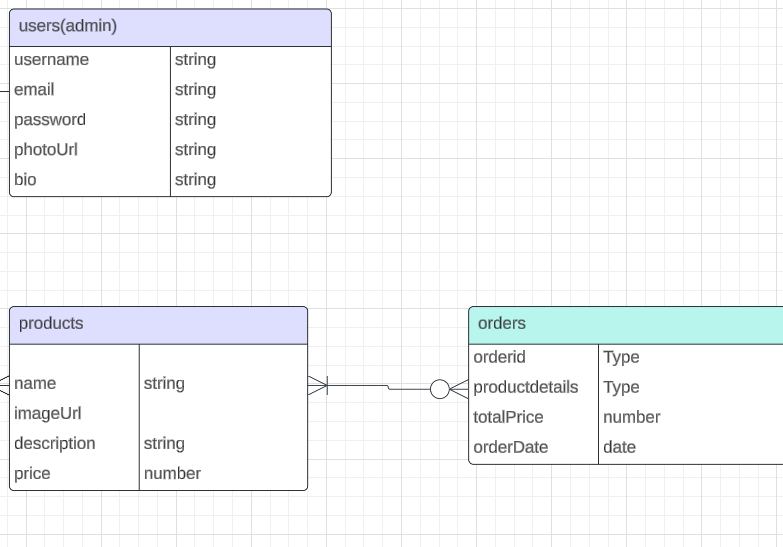 users(admin)
username string
email string
password string
photoUrl string
bio string
products
name string
imageUrl
description string
price number
orders
orderid Type
productdetails Type
totalPrice number
orderDate date